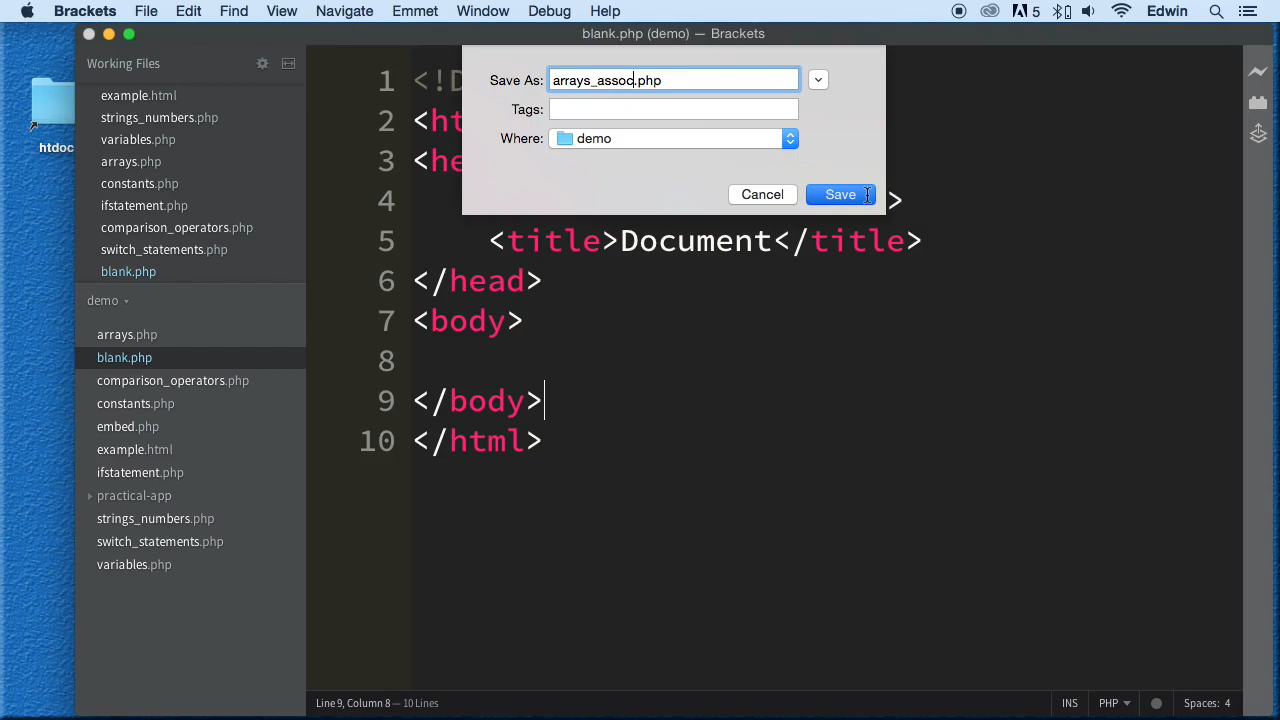 Brackets File Edit Find View Navigate Emmet Window Debug Help 5 Edwin
blank.php (demo) — Brackets
Working Files
example.html
strings_numbers.php
variables.php
arrays.php
constants.php
ifstatement.php
comparison_operators.php
switch_statements.php
blank.php
demo
arrays.php
blank.php
comparison_operators.php
constants.php
embed.php
example.html
ifstatement.php
practical-app
strings_numbers.php
switch_statements.php
variables.php
htdoc
Save As: arrays_assoc.php
Tags:
Where: demo
Cancel Save
1 <!D
2 <ht
3 <he
4 >
5 <title>Document</title>
6 </head>
7 <body>
8
9 </body>
10 </html>
Line 9, Column 8 — 10 Lines
INS PHP Spaces: 4